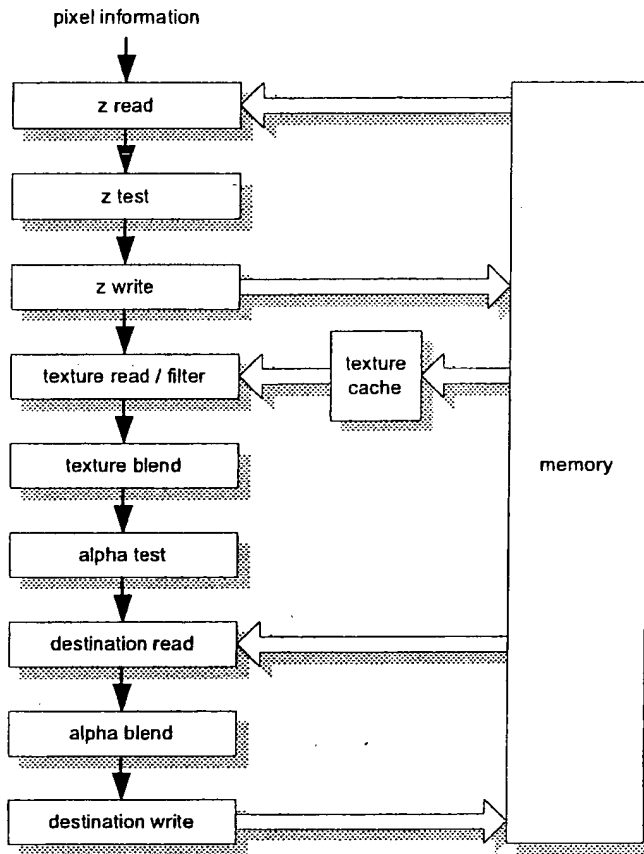 pixel information
z read
z test
z write
texture read / filter
texture
cache
texture blend
memory
alpha test
destination read
alpha blend
destination write